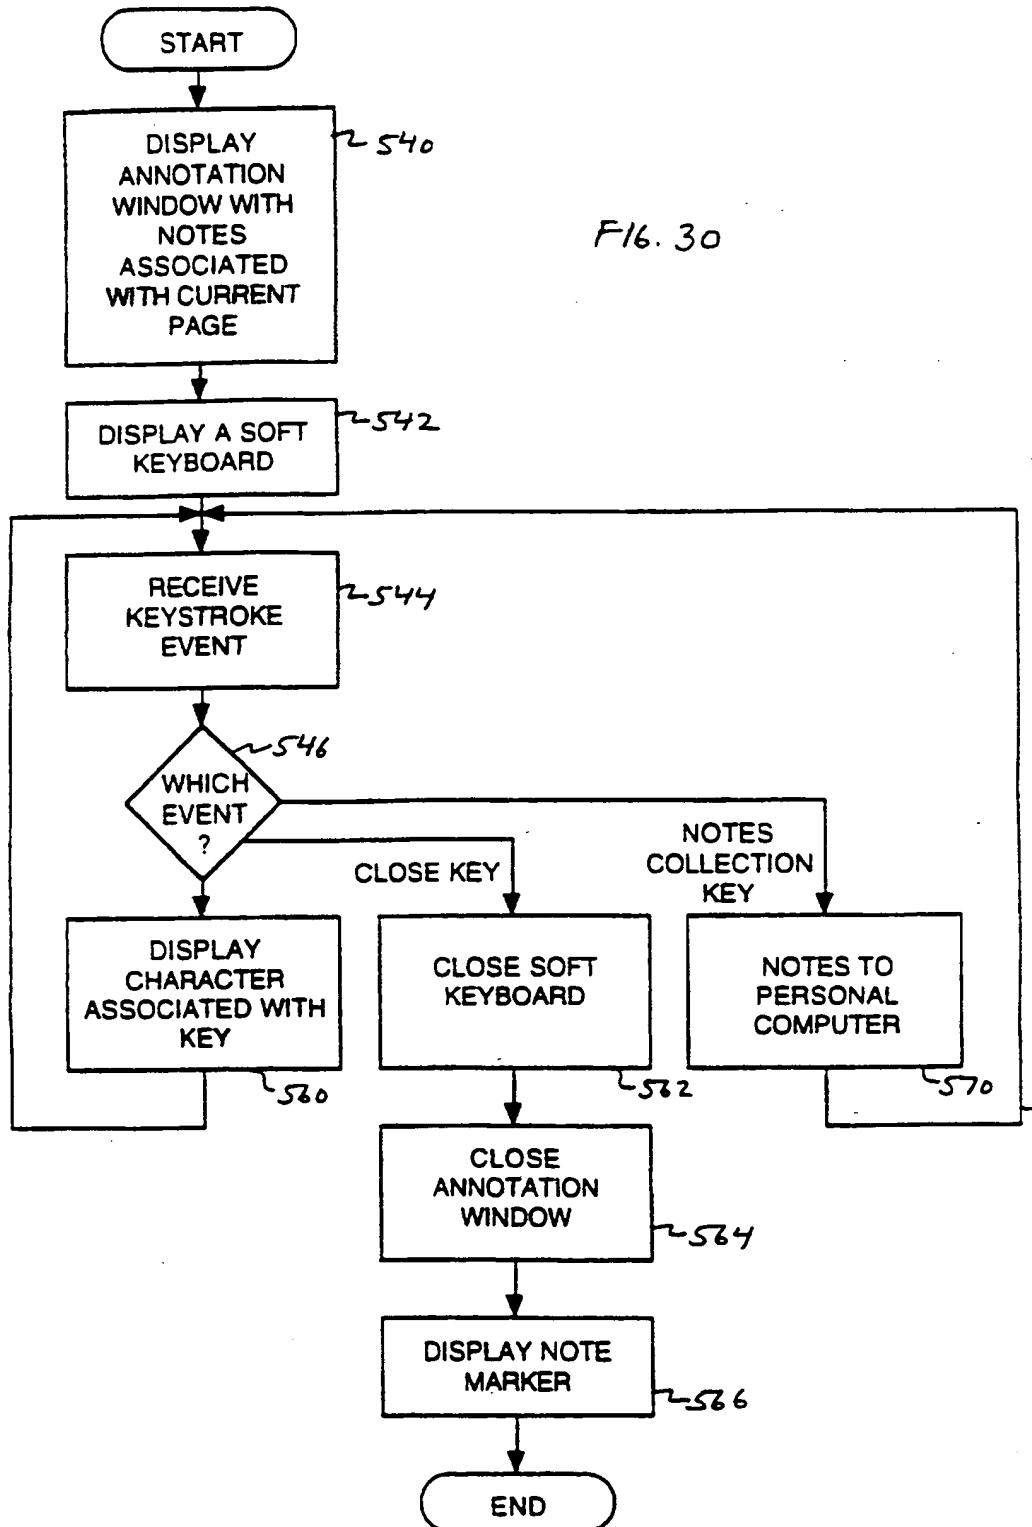 START
DISPLAY
ANNOTATION
WINDOW WITH
NOTES
ASSOCIATED
WITH CURRENT
PAGE
540
FIG. 30
DISPLAY A SOFT
KEYBOARD
542
RECEIVE
KEYSTROKE
EVENT
544
WHICH
EVENT
?
546
CLOSE KEY
NOTES
COLLECTION
KEY
DISPLAY
CHARACTER
ASSOCIATED WITH
KEY
560
CLOSE SOFT
KEYBOARD
562
NOTES TO
PERSONAL
COMPUTER
570
CLOSE
ANNOTATION
WINDOW
564
DISPLAY NOTE
MARKER
566
END